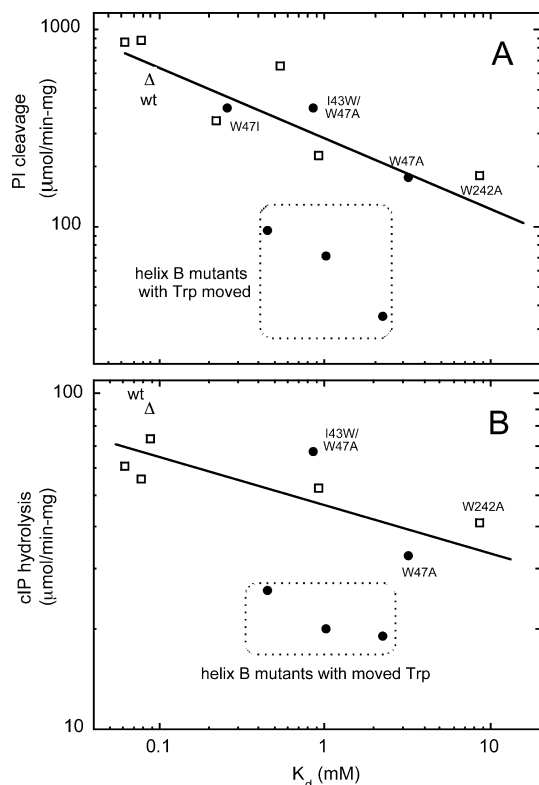 1000
A
wt
W47I
I43W/
W47A
W47A
W242A
PI cleavage
(μmol/min-mg)
100
helix B mutants
with Trp moved
100
wt
B
I43W/
W47A
W242A
W47A
cIP hydrolysis
(μmol/min-mg)
helix B mutants with moved Trp
10
0.1
1
10
Kd (mM)